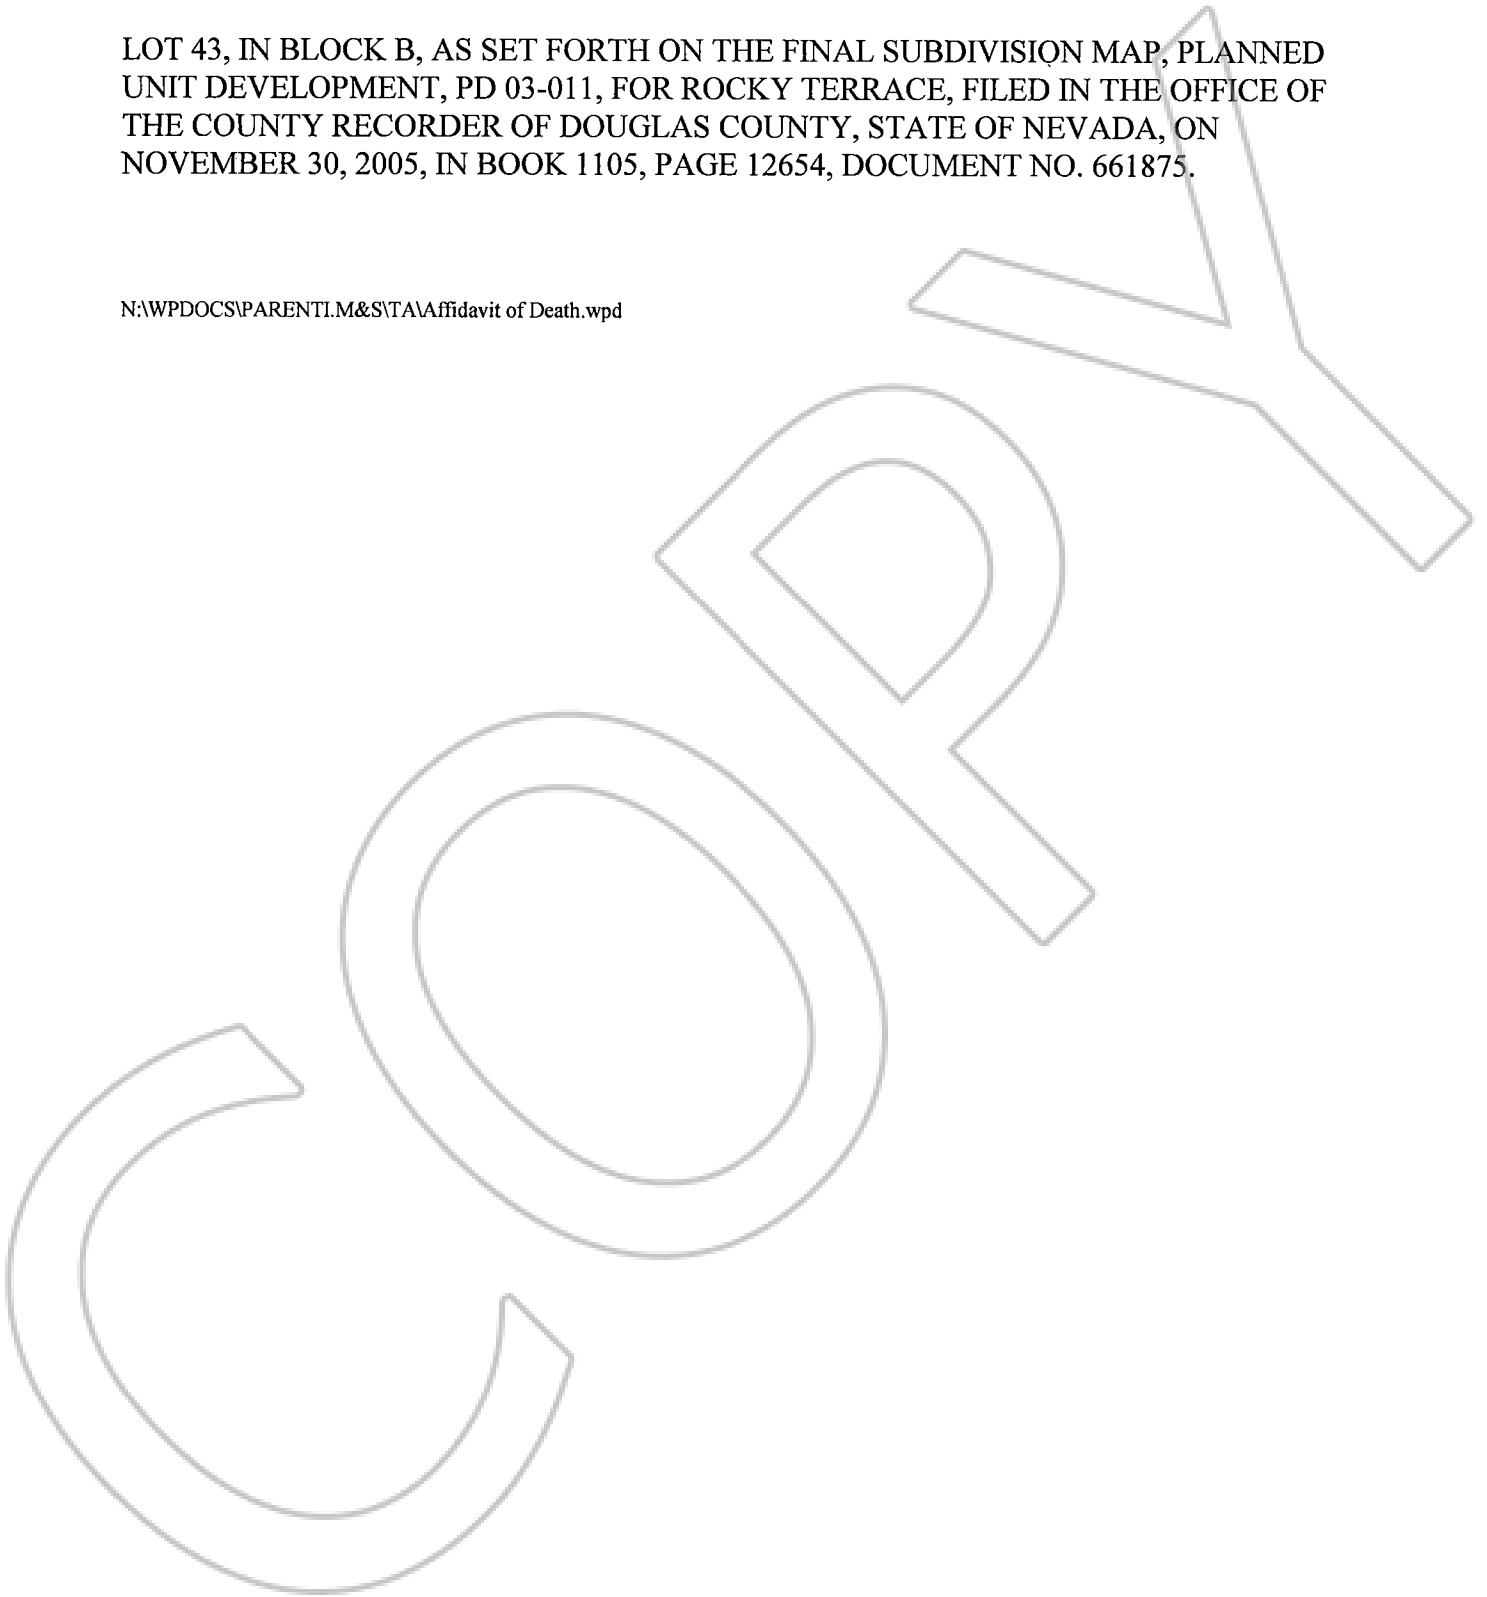 LOT 43, IN BLOCK B, AS SET FORTH ON THE FINAL SUBDIVISION MAP, PLANNED
UNIT DEVELOPMENT, PD 03-011, FOR ROCKY TERRACE, FILED IN THE OFFICE OF
THE COUNTY RECORDER OF DOUGLAS COUNTY, STATE OF NEVADA, ON
NOVEMBER 30, 2005, IN BOOK 1105, PAGE 12654, DOCUMENT NO. 661875.
N:\WPDOCS\PARENTI.M&S\TA\Affidavit of Death.wpd
COPY